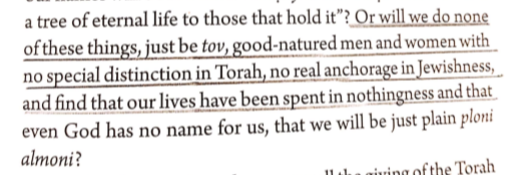 a tree of eternal life to those that hold it"? Or will we do none
of these things, just be tov, good-natured men and women with
no special distinction in Torah, no real anchorage in Jewishness,
and find that our lives have been spent in nothingness and that
even God has no name for us, that we will be just plain ploni
almoni?
giving of the Torah